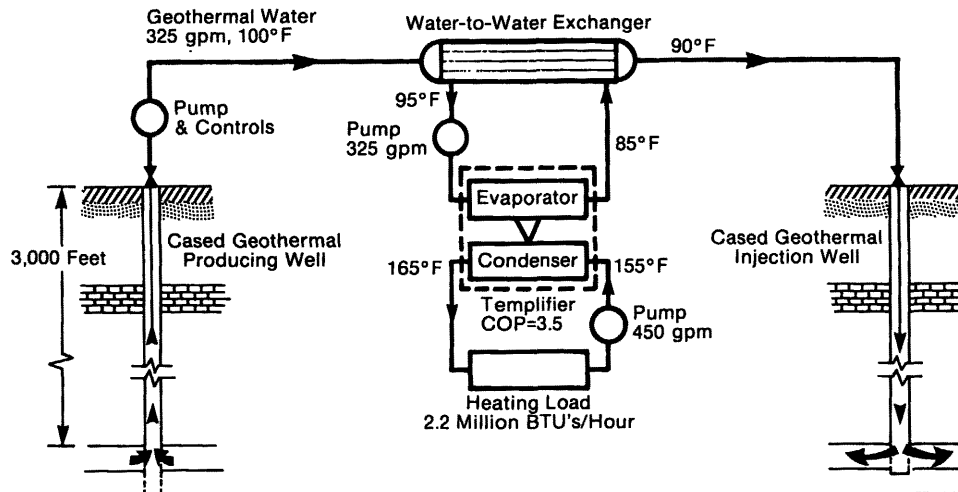 Geothermal Water
325 gpm, 100°F
Water-to-Water Exchanger
90°F
Pump
& Controls
95°F
Pump
325 gpm
85°F
Evaporator
3,000 Feet
Cased Geothermal
Producing Well
165°F
Condenser
155°F
Cased Geothermal
Injection Well
Templifier
COP=3.5
Pump
450 gpm
Heating Load
2.2 Million BTU's/Hour